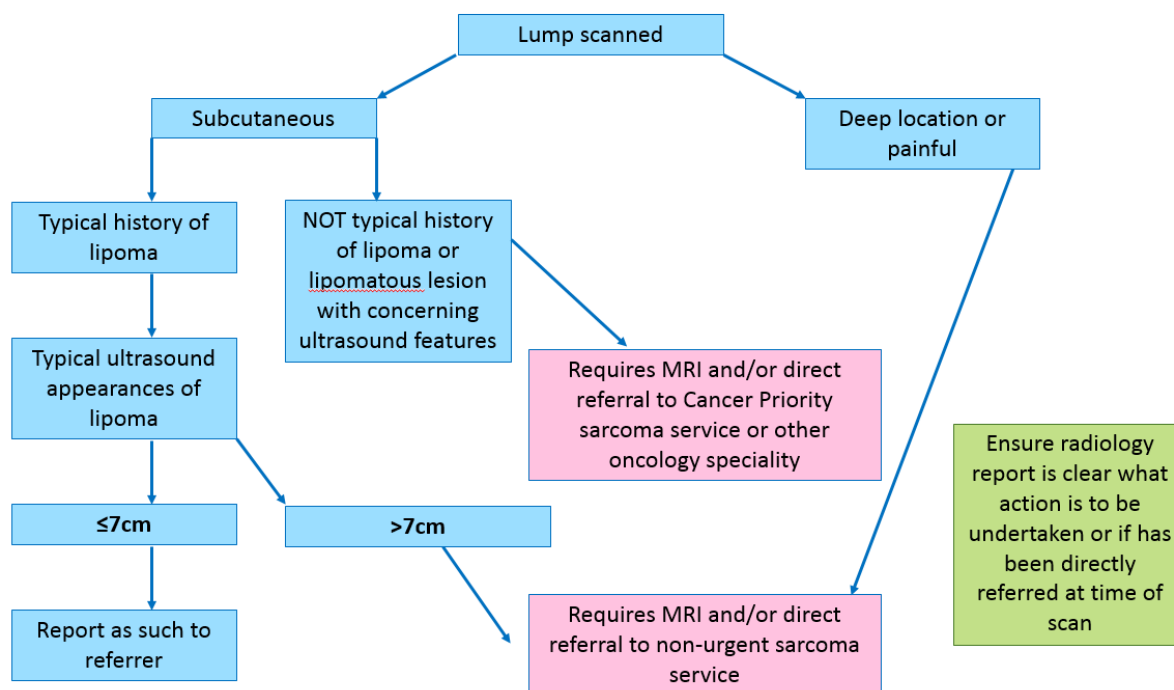 Lump scanned
Subcutaneous
Deep location or
painful
Typical history of
lipoma
NOT typical history
of lipoma or
lipomatous lesion
with concerning
ultrasound features
Typical ultrasound
appearances of
lipoma
Requires MRI and/or direct
referral to Cancer Priority
sarcoma service or other
oncology speciality
Ensure radiology
report is clear what
action is to be
undertaken or if has
been directly
referred at time of
scan
≤7cm
>7cm
Report as such to
referrer
Requires MRI and/or direct
referral to non-urgent sarcoma
service